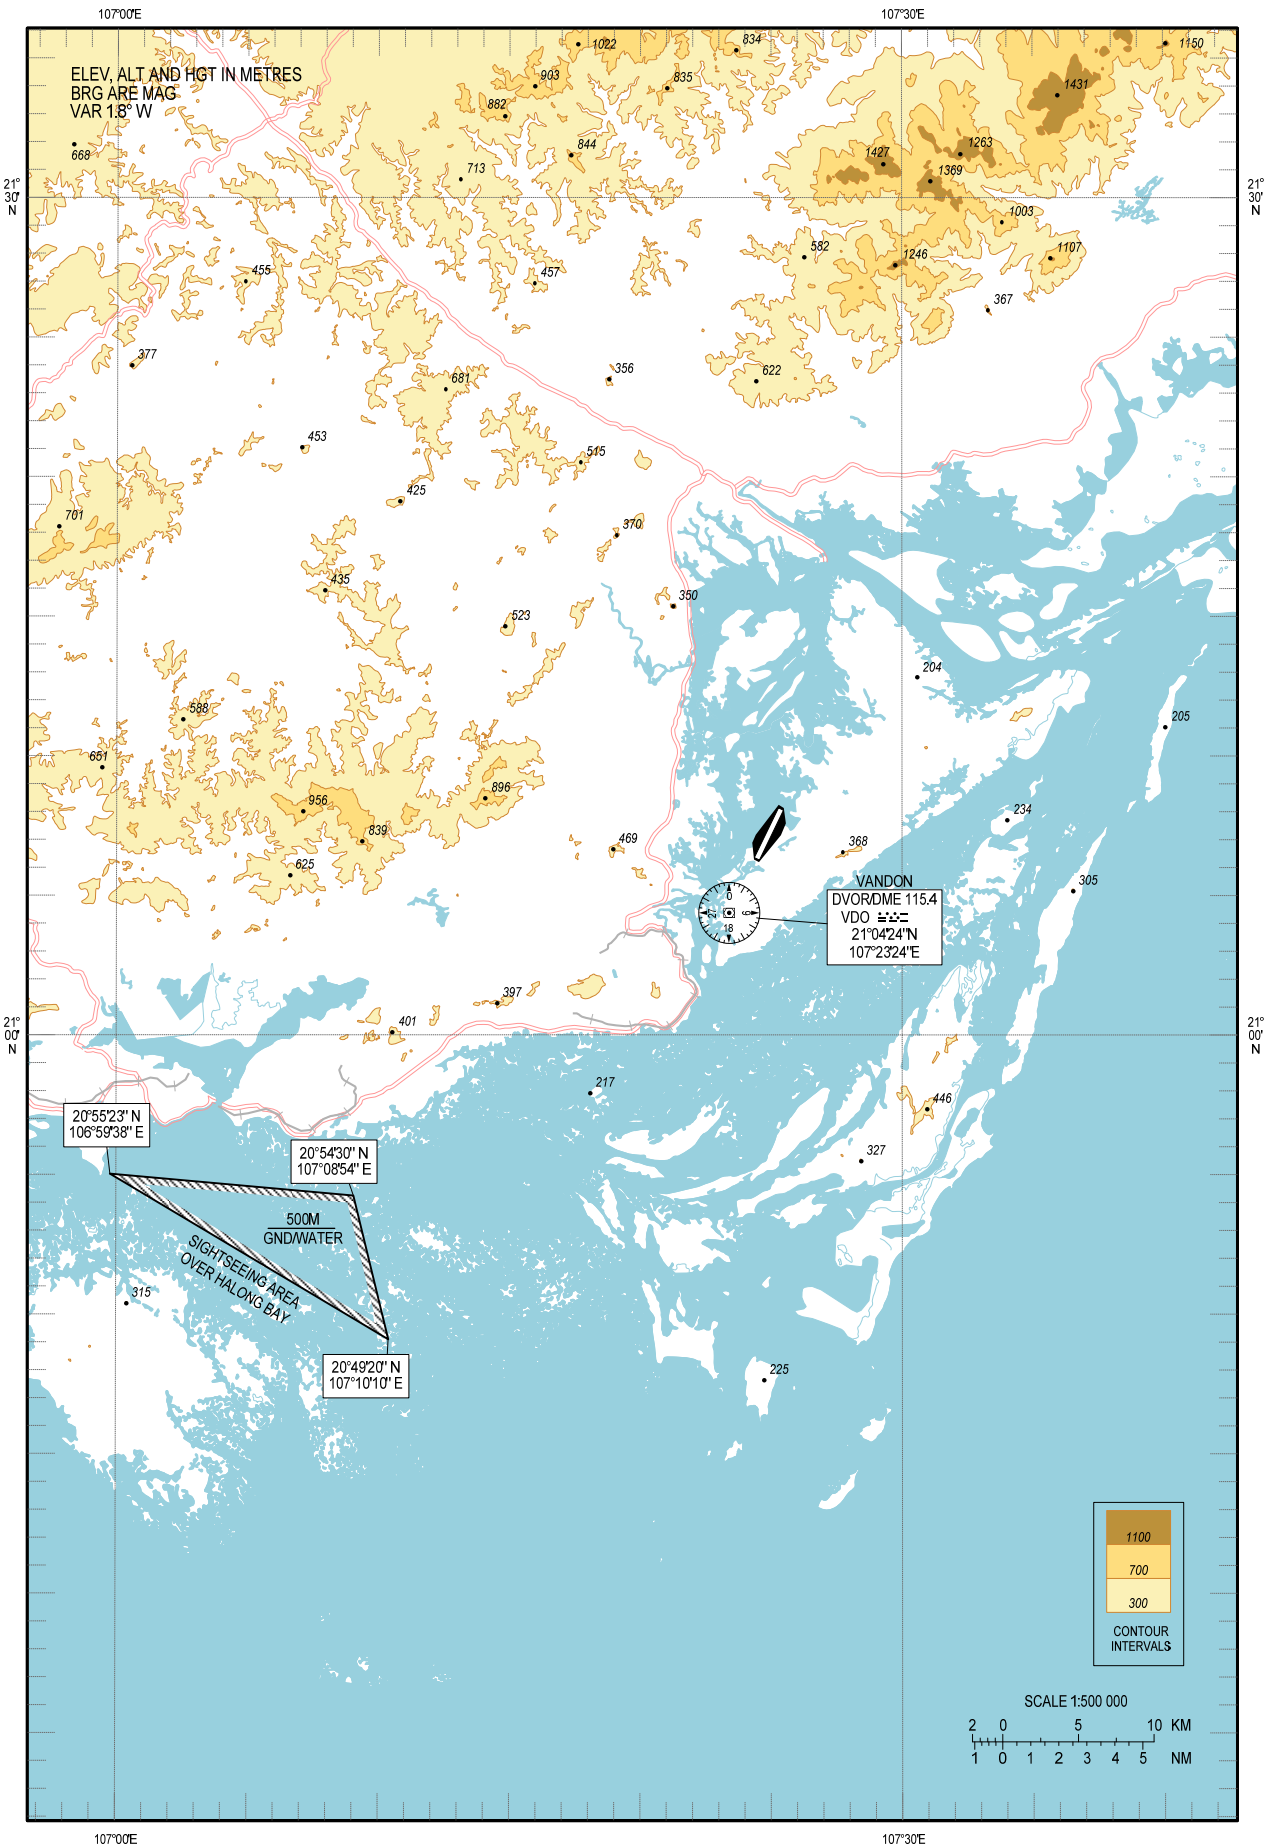 107°00'E
107°30'E
ELEV, ALT AND HGT IN METRES
BRG ARE MAG
VAR 1.8° W
1022
834
1150
903
835
1431
882
668
844
713
1427
1263
1369
21°
30'
N
21°
30'
N
1003
582
1246
1107
455
457
367
377
356
681
622
453
515
425
701
370
435
350
523
204
588
205
651
956
896
234
839
469
368
625
305
VANDON
DVOR/DME 115.4
VDO
21°04'24"N
107°23'24"E
0
9
18
27
397
401
21°
00'
N
21°
00'
N
217
446
20°55'23" N
106°59'38" E
20°54'30" N
107°08'54" E
327
500M
GND/WATER
SIGHTSEEING AREA
OVER HALONG BAY
315
20°49'20" N
107°10'10" E
225
1100
700
300
CONTOUR
INTERVALS
SCALE 1:500 000
2 0 5 10 KM
1 0 1 2 3 4 5 NM
107°00'E
107°30'E